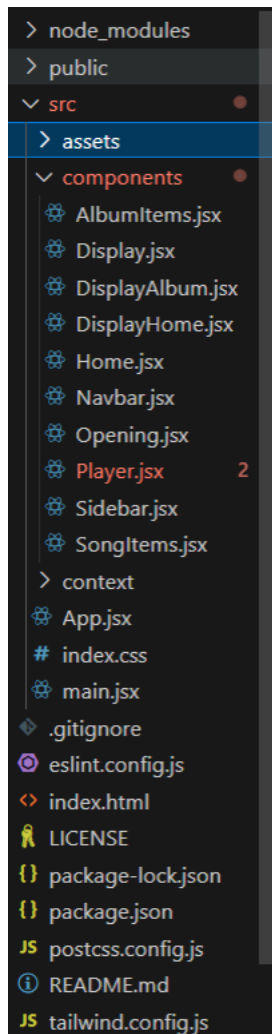 node_modules
public
src
assets
components
AlbumItems.jsx
Display.jsx
DisplayAlbum.jsx
DisplayHome.jsx
Home.jsx
Navbar.jsx
Opening.jsx
Player.jsx 2
Sidebar.jsx
SongItems.jsx
context
App.jsx
# index.css
main.jsx
.gitignore
eslint.config.js
<> index.html
LICENSE
{} package-lock.json
{} package.json
JS postcss.config.js
README.md
JS tailwind.config.js